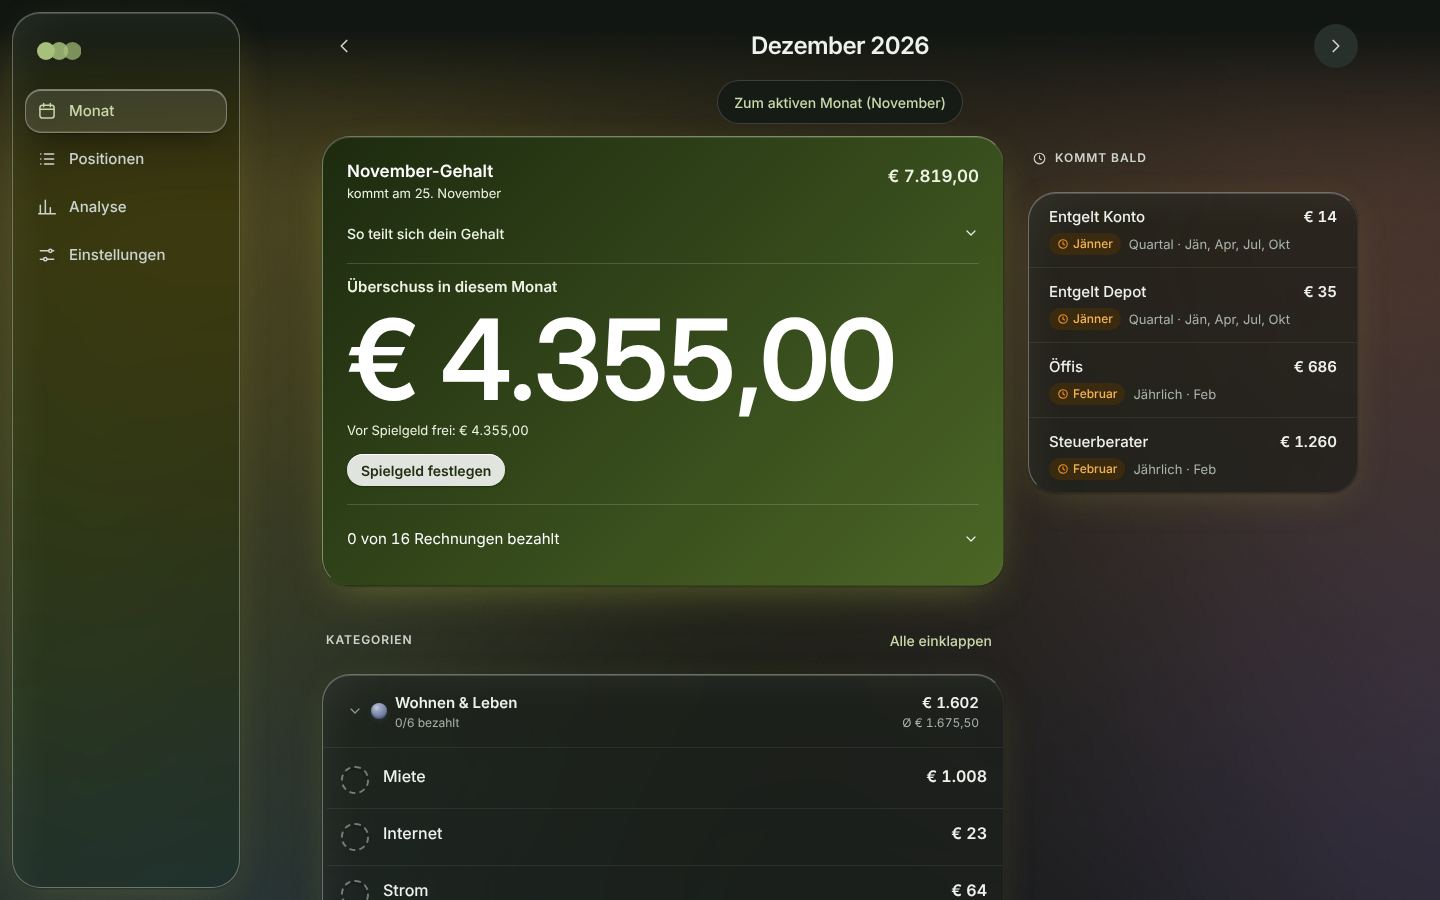 Monat
Positionen
Analyse
Einstellungen
Dezember 2026
Zum aktiven Monat (November)
November-Gehalt
€ 7.819,00
kommt am 25. November
So teilt sich dein Gehalt
Überschuss in diesem Monat
€ 4.355,00
Vor Spielgeld frei: € 4.355,00
Spielgeld festlegen
0 von 16 Rechnungen bezahlt
KOMMT BALD
Entgelt Konto
€ 14
Jänner
Quartal · Jän, Apr, Jul, Okt
Entgelt Depot
€ 35
Jänner
Quartal · Jän, Apr, Jul, Okt
Öffis
€ 686
Februar
Jährlich · Feb
Steuerberater
€ 1.260
Februar
Jährlich · Feb
KATEGORIEN
Alle einklappen
Wohnen & Leben
€ 1.602
0/6 bezahlt
Ø € 1.675,50
Miete
€ 1.008
Internet
€ 23
Strom
€ 64